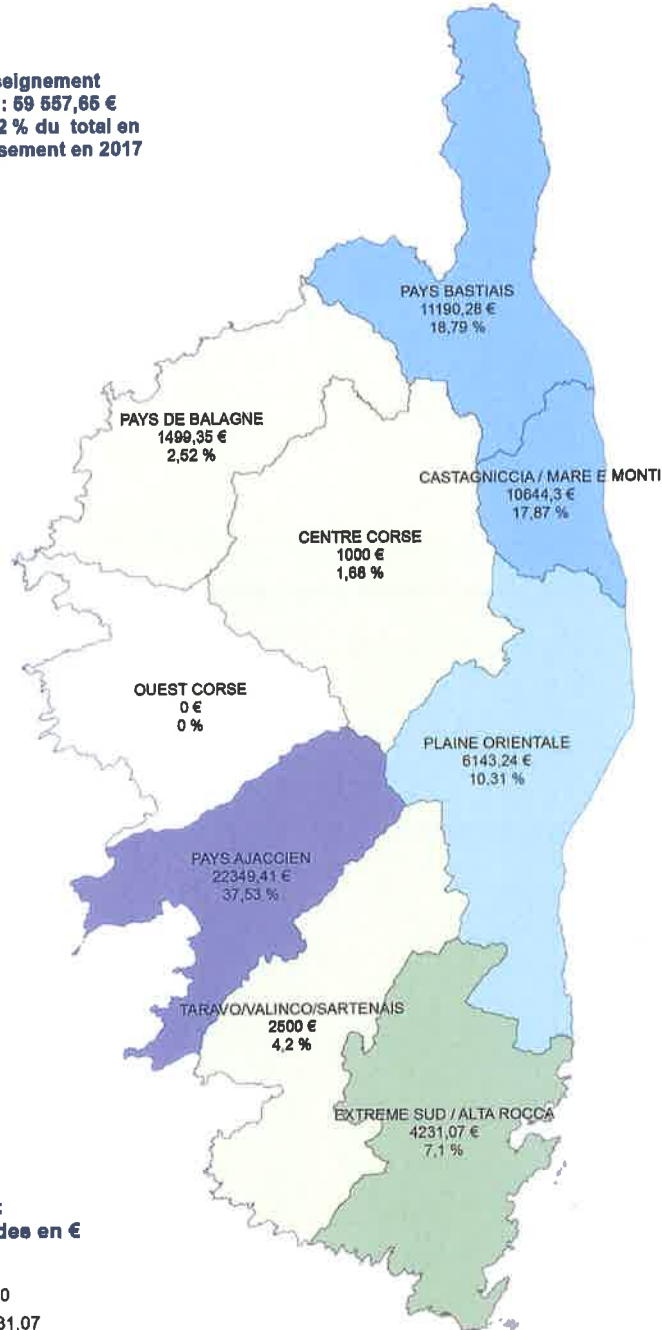 seignement
: 59 557,65 €
2 % du total en
sement en 2017
PAYS BASTIAIS
11190,28 €
18,79 %
PAYS DE BALAGNE
1499,35 €
2,52 %
CASTAGNICCIA / MARE E MONTI
10644,3 €
17,87 %
CENTRE CORSE
1000 €
1,68 %
OUEST CORSE
0 €
0 %
PLAINE ORIENTALE
6143,24 €
10,31 %
PAYS AJACCIEN
22349,41 €
37,53 %
TARAVO/VALINCO/SARTENAIS
2500 €
4,2 %
EXTREME SUD / ALTA ROCCA
4231,07 €
7,1 %
:
des en €
0
31,07